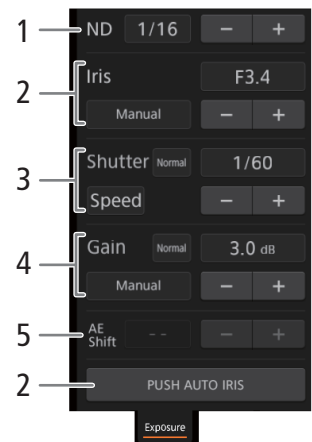 1 ND 1/16 − +
2 Iris F3.4
Manual − +
3 Shutter Normal 1/60
Speed − +
4 Gain Normal 3.0 dB
Manual − +
5 AE Shift -- − +
2 PUSH AUTO IRIS
Exposure